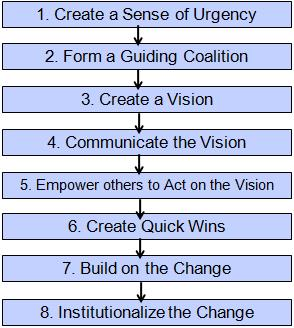 1. Create a Sense of Urgency
2. Form a Guiding Coalition
3. Create a Vision
4. Communicate the Vision
5. Empower others to Act on the Vision
6. Create Quick Wins
7. Build on the Change
8. Institutionalize the Change